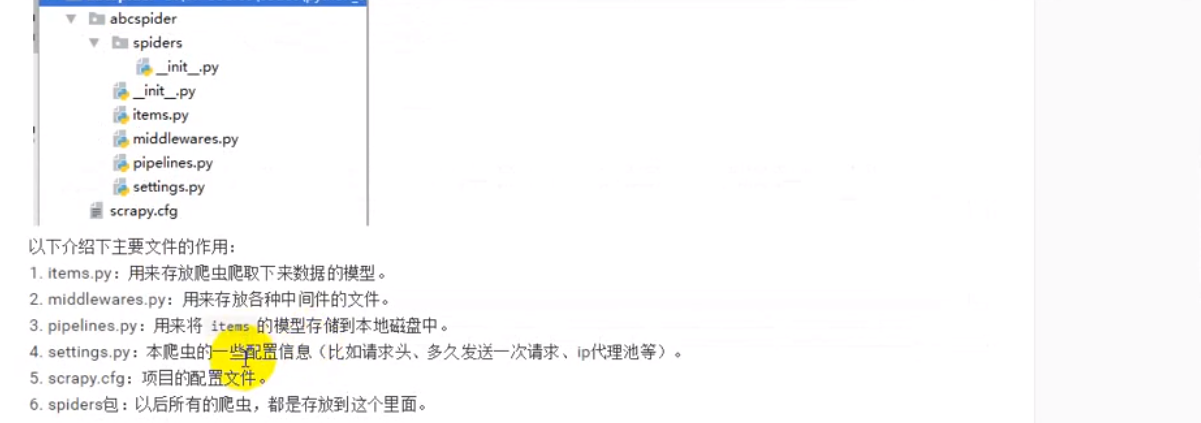 abcspider
spiders
__init__.py
__init__.py
items.py
middlewares.py
pipelines.py
settings.py
scrapy.cfg
以下介绍下主要文件的作用：
1. items.py：用来存放爬虫爬取下来数据的模型。
2. middlewares.py：用来存放各种中间件的文件。
3. pipelines.py：用来将 items 的模型存储到本地磁盘中。
4. settings.py：本爬虫的一些配置信息（比如请求头、多久发送一次请求、ip代理池等）。
5. scrapy.cfg：项目的配置文件。
6. spiders包：以后所有的爬虫，都是存放到这个里面。